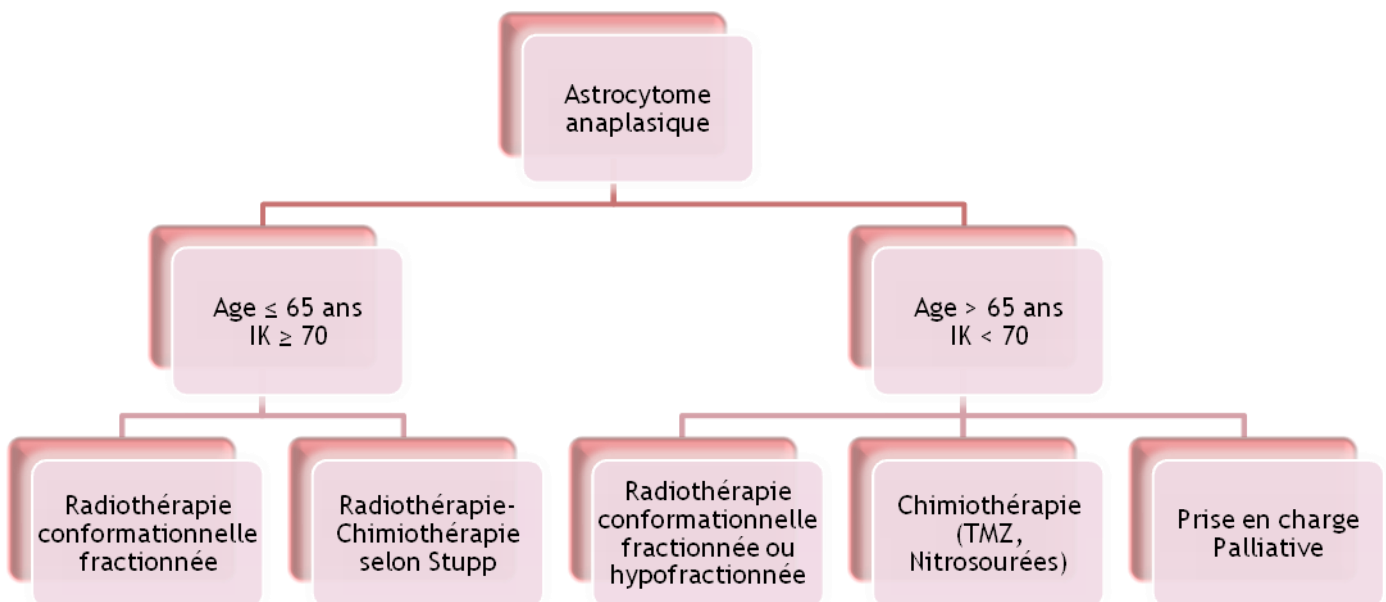 Astrocytome
anaplasique
Age ≤ 65 ans
IK ≥ 70
Age > 65 ans
IK < 70
Radiothérapie
conformationnelle
fractionnée
Radiothérapie-
Chimiothérapie
selon Stupp
Radiothérapie
conformationnelle
fractionnée ou
hypofractionnée
Chimiothérapie
(TMZ,
Nitrosourées)
Prise en charge
Palliative